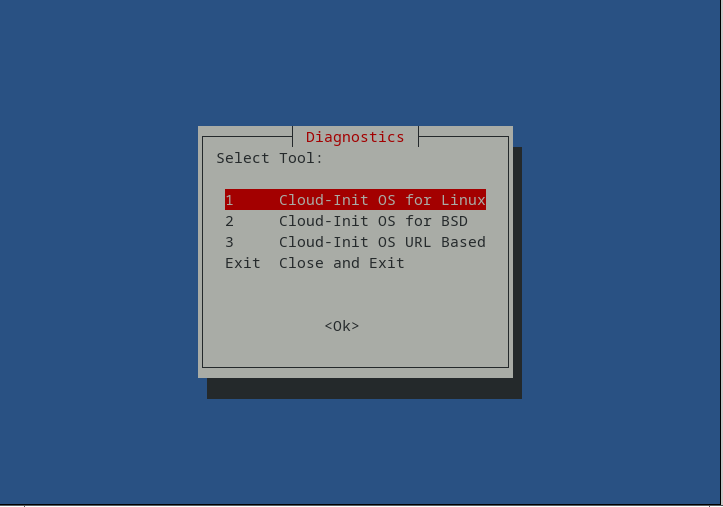 Diagnostics
Select Tool:
1 Cloud-Init OS for Linux
2 Cloud-Init OS for BSD
3 Cloud-Init OS URL Based
Exit Close and Exit
<Ok>